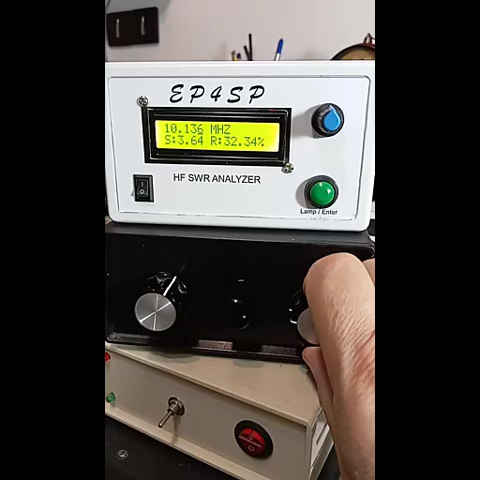 EP4SP
10.136 MHZ
S:3.64 R:32.34%
HF SWR ANALYZER
Lamp / Enter